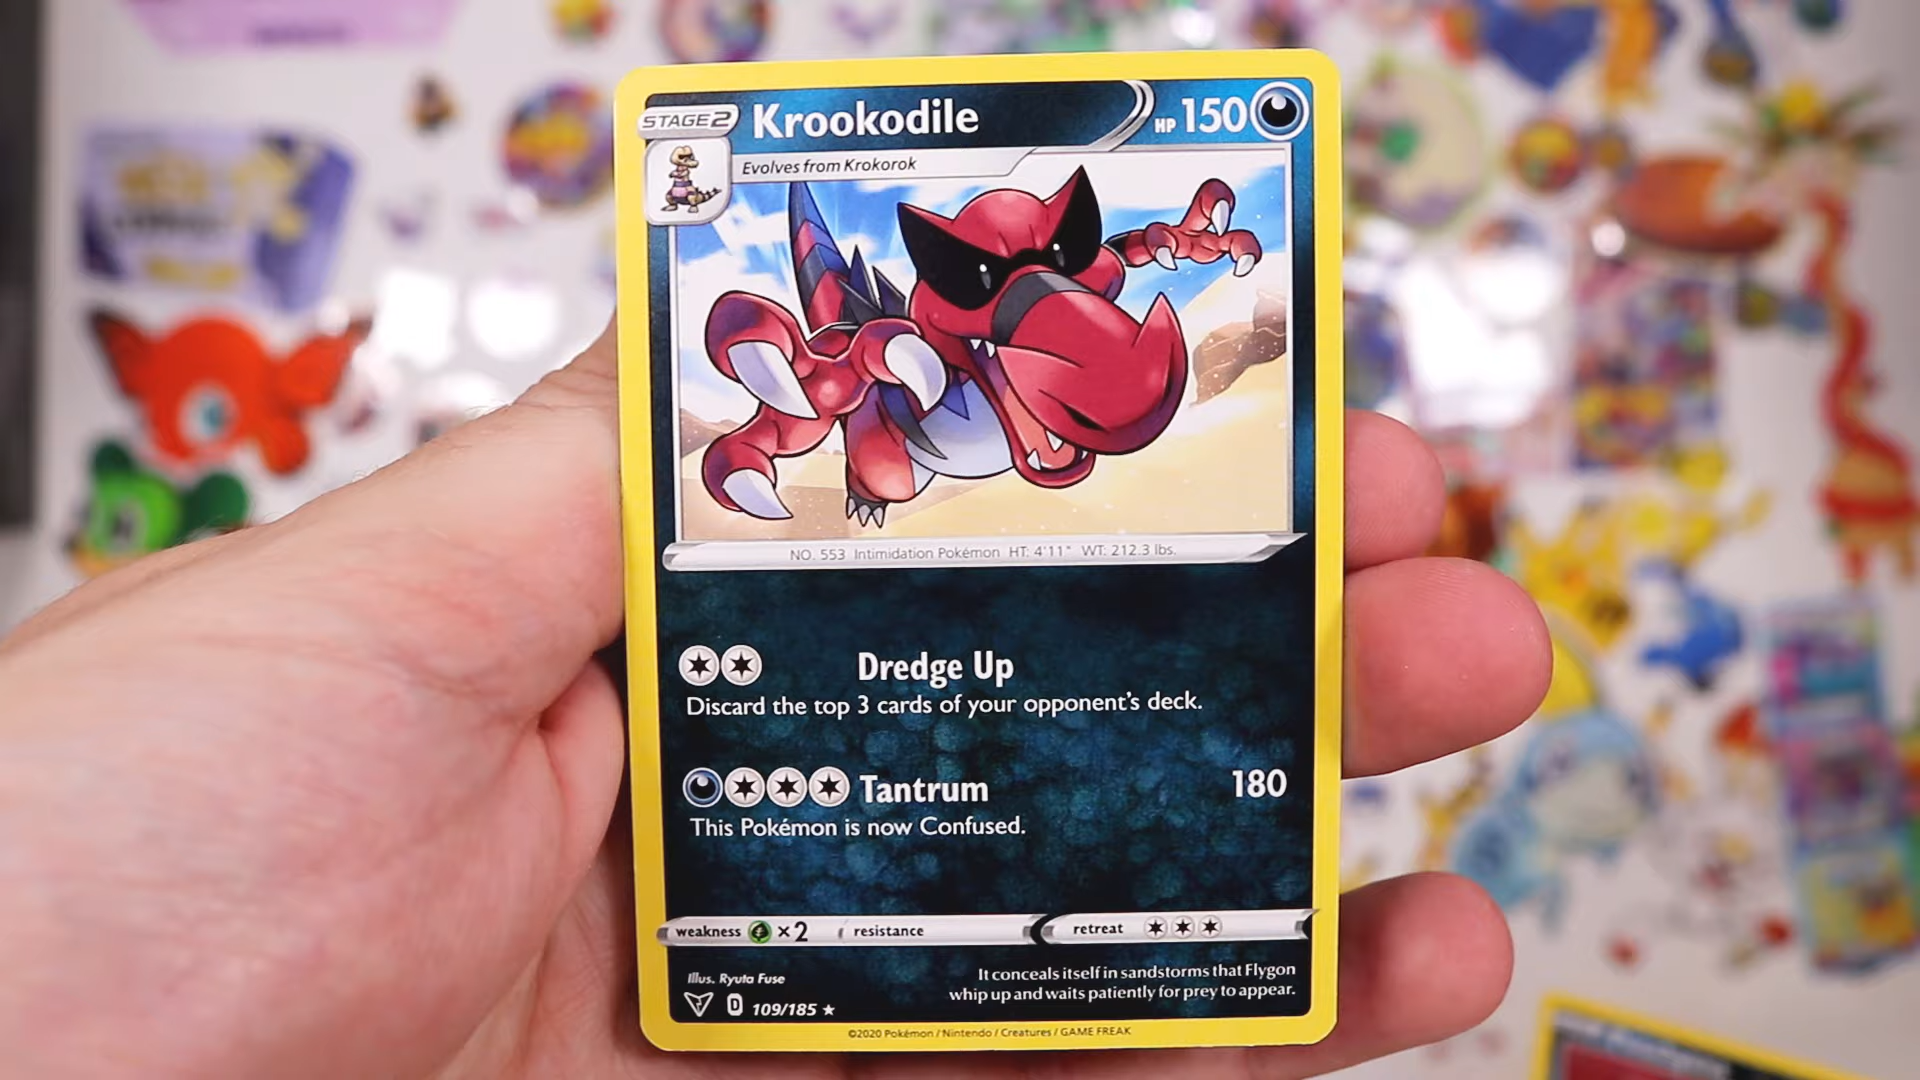 STAGE2 Krookodile HP 150
Evolves from Krokorok
NO. 553 Intimidation Pokémon HT: 4'11" WT: 212.3 lbs.
Dredge Up
Discard the top 3 cards of your opponent's deck.
Tantrum 180
This Pokémon is now Confused.
weakness ×2 resistance retreat
Illus. Ryuta Fuse
It conceals itself in sandstorms that Flygon
whip up and waits patiently for prey to appear.
D 109/185 ★
©2020 Pokémon / Nintendo / Creatures / GAME FREAK